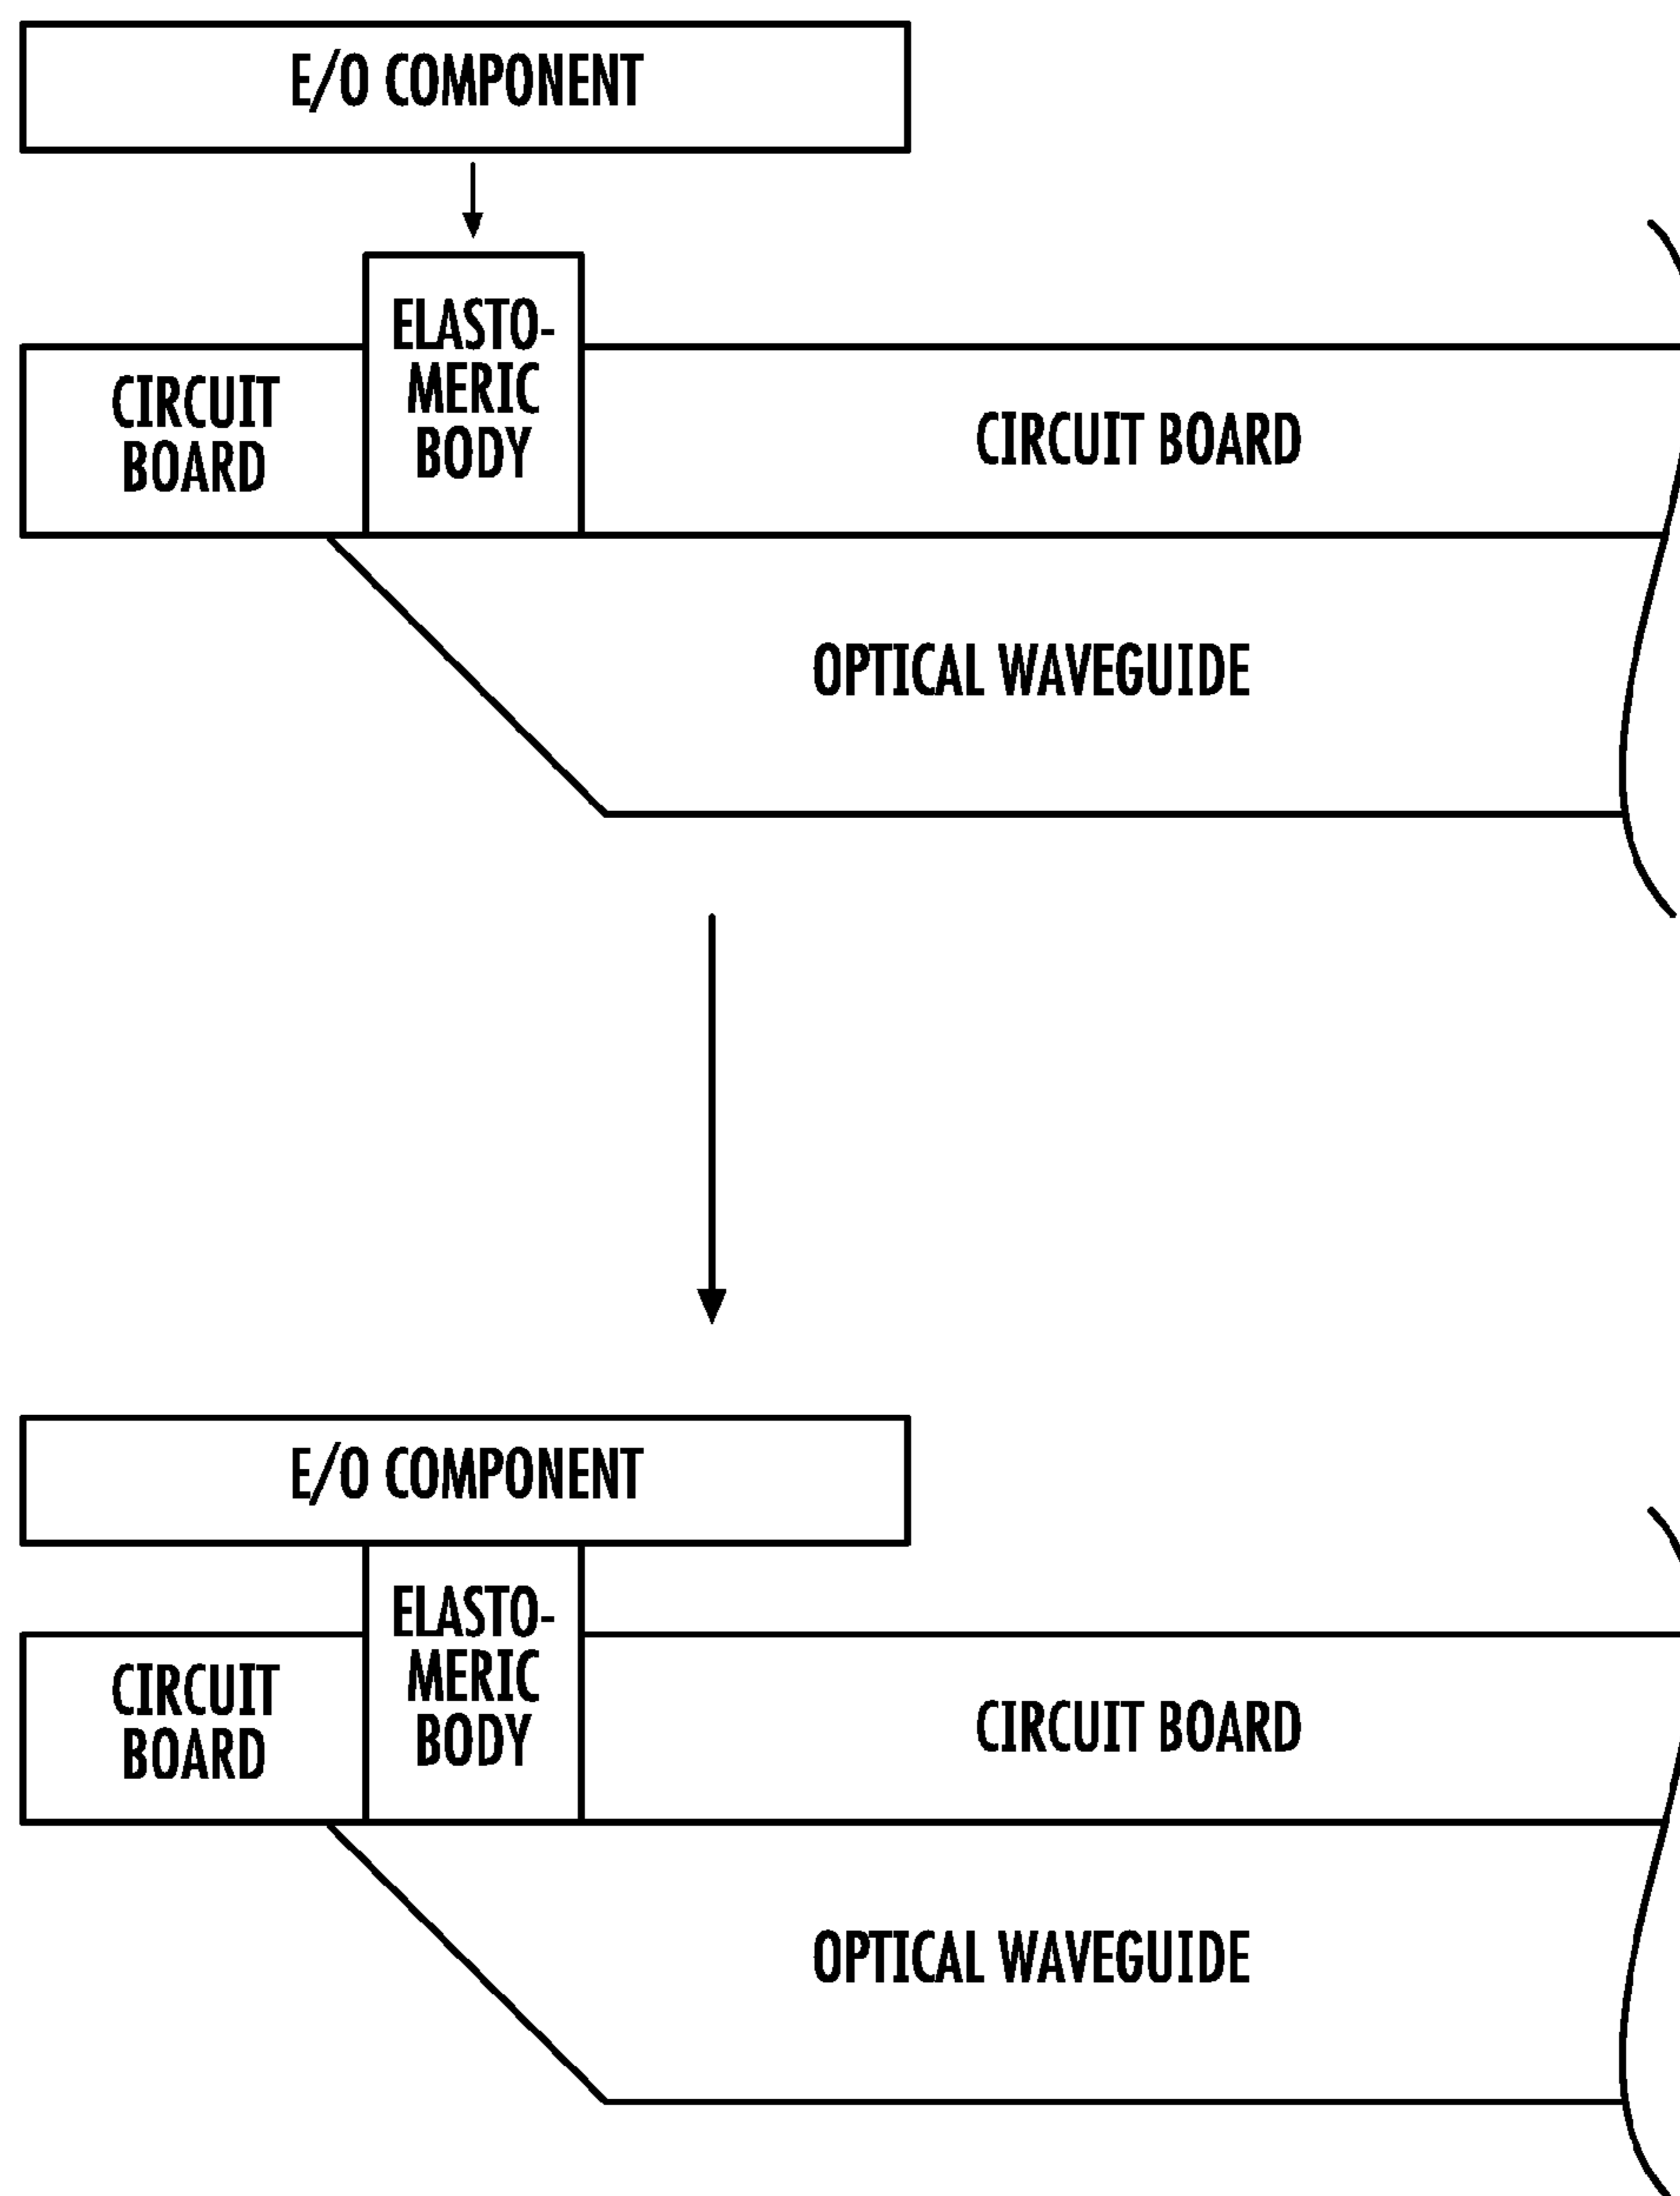 E/O COMPONENT
ELASTO-
MERIC
BODY
CIRCUIT
BOARD
CIRCUIT BOARD
OPTICAL WAVEGUIDE
E/O COMPONENT
ELASTO-
MERIC
BODY
CIRCUIT
BOARD
CIRCUIT BOARD
OPTICAL WAVEGUIDE